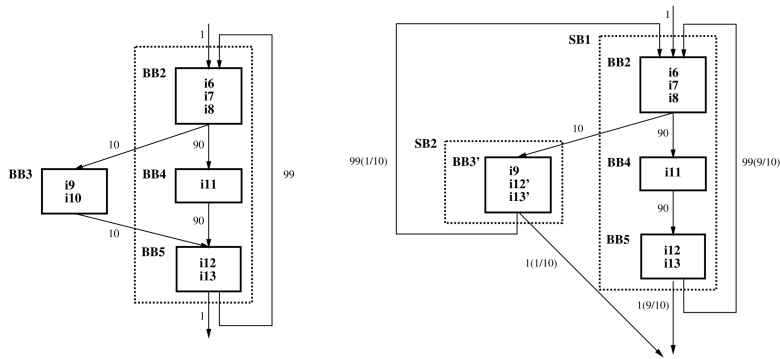 1
BB2
i6
i7
i8
10
90
BB3
i9
i10
BB4
i11
99
10
90
BB5
i12
i13
1
1
SB1
BB2
i6
i7
i8
10
90
SB2
99(1/10)
BB3'
i9
i12'
i13'
BB4
i11
99(9/10)
90
BB5
i12
i13
1(1/10)
1(9/10)